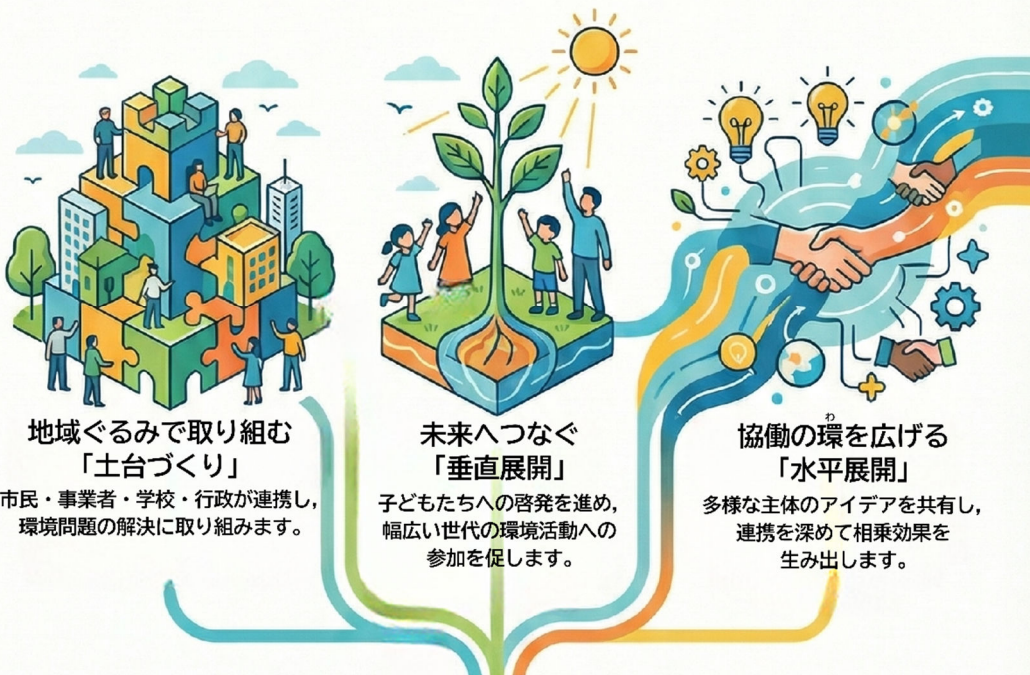 地域ぐるみで取り組む
「土台づくり」
市民・事業者・学校・行政が連携し，
環境問題の解決に取り組みます。
未来へつなぐ
「垂直展開」
子どもたちへの啓発を進め，
幅広い世代の環境活動への
参加を促します。
わ
協働の環を広げる
「水平展開」
多様な主体のアイデアを共有し，
連携を深めて相乗効果を
生み出します。